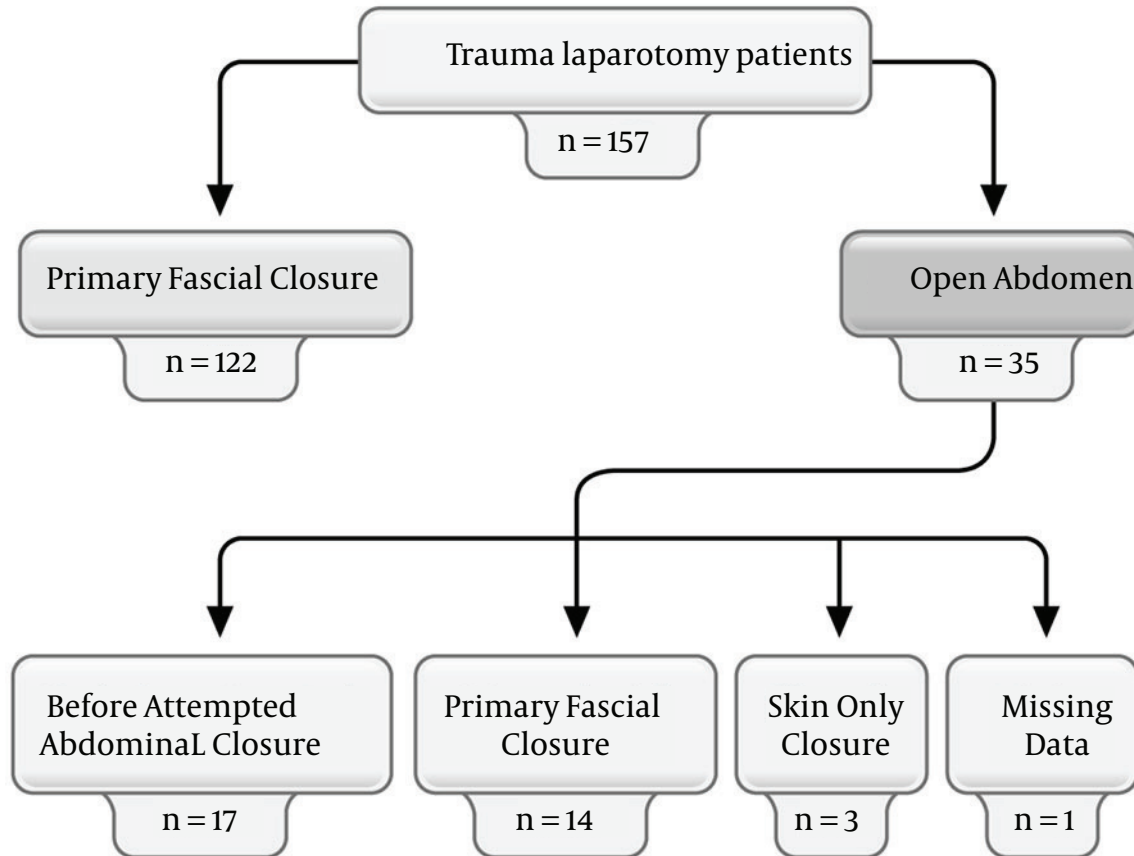 Trauma laparotomy patients
n = 157
Primary Fascial Closure
n = 122
Open Abdomen
n = 35
Before Attempted
AbdominaL Closure
n = 17
Primary Fascial
Closure
n = 14
Skin Only
Closure
n = 3
Missing
Data
n = 1